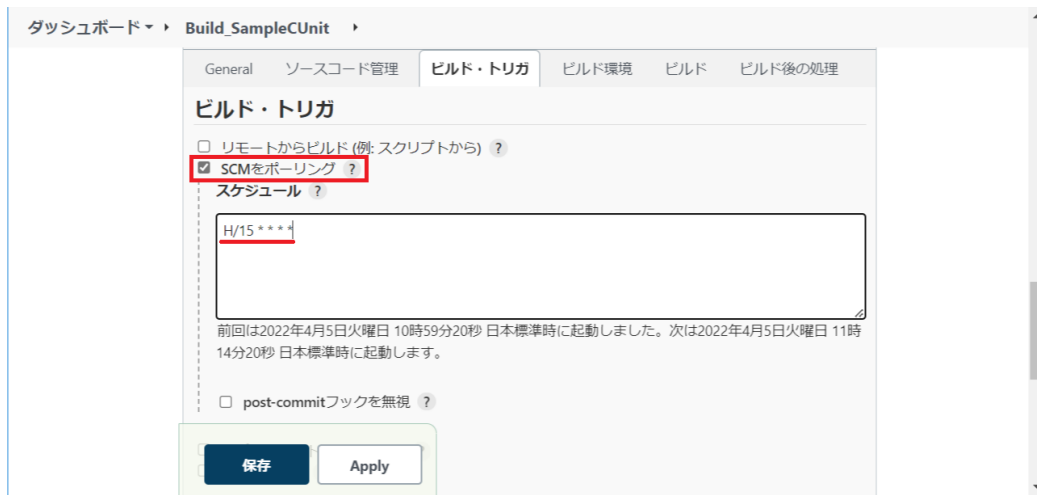 ダッシュボード Build_SampleCUnit
General ソースコード管理 ビルド・トリガ ビルド環境 ビルド ビルド後の処理
ビルド・トリガ
リモートからビルド (例: スクリプトから) ?
SCMをポーリング ?
スケジュール ?
H/15 * * * *
前回は2022年4月5日火曜日 10時59分20秒 日本標準時に起動しました。次は2022年4月5日火曜日 11時
14分20秒 日本標準時に起動します。
post-commitフックを無視 ?
保存 Apply